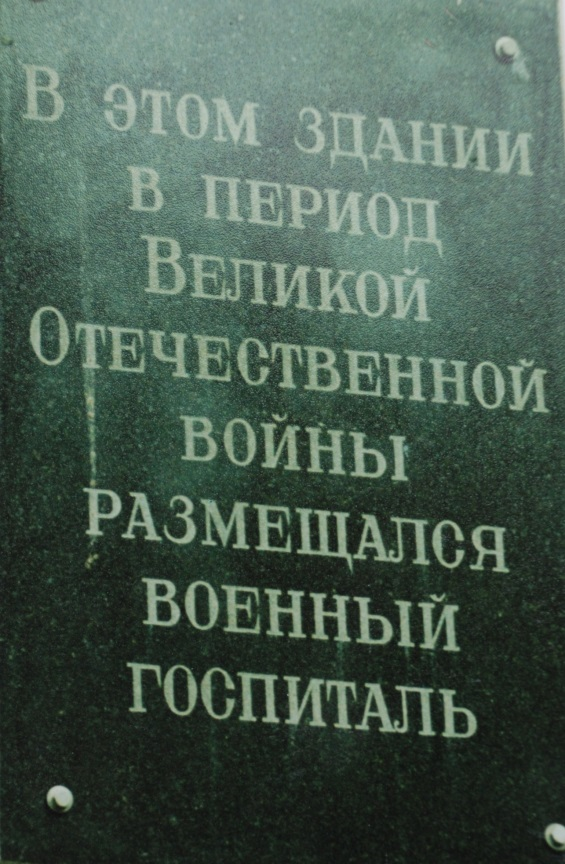 В ЭТОМ ЗДАНИИ
В ПЕРИОД
ВЕЛИКОЙ
ОТЕЧЕСТВЕННОЙ
ВОЙНЫ
РАЗМЕЩАЛСЯ
ВОЕННЫЙ
ГОСПИТАЛЬ